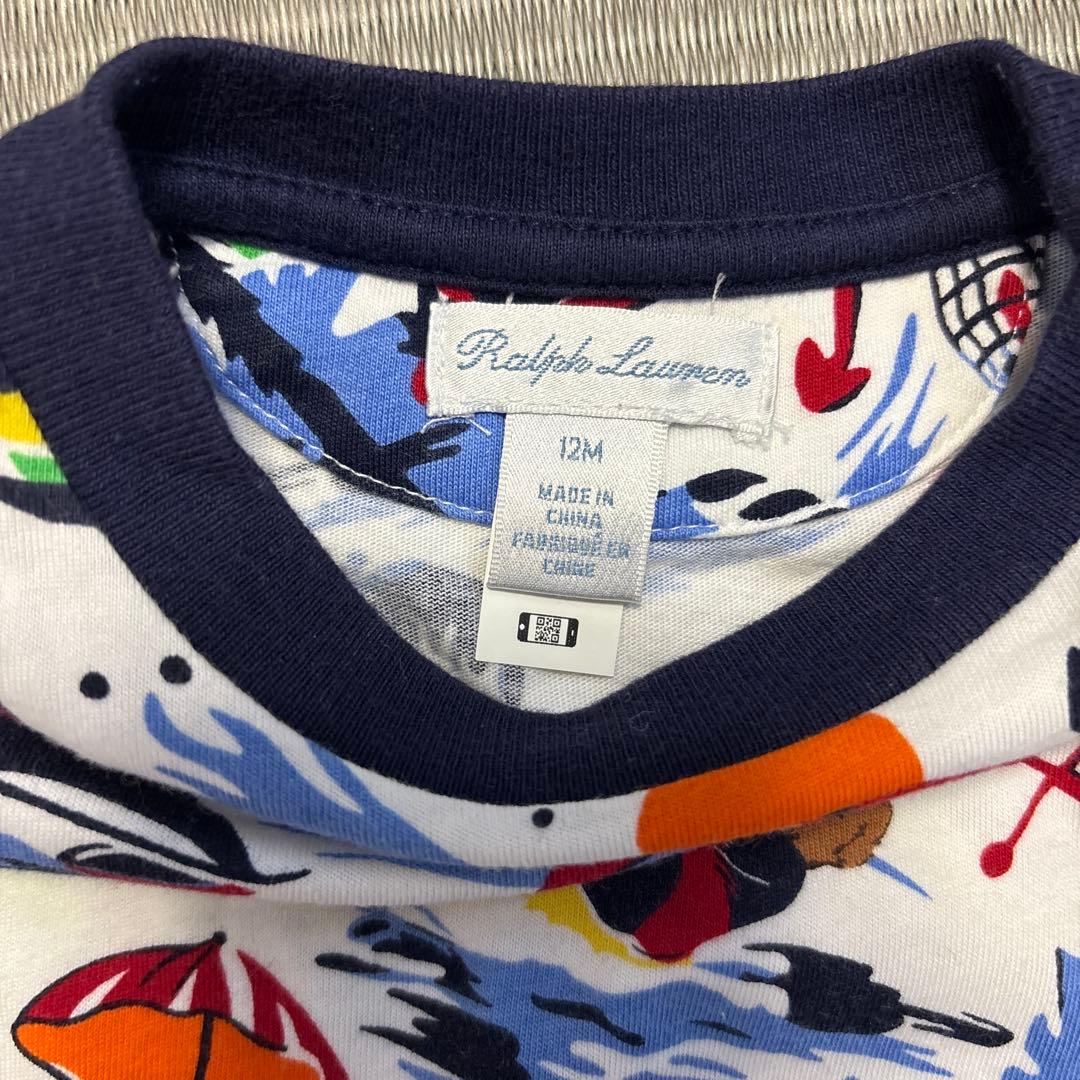 Ralph Lauren
12M
MADE IN
CHINA
FABRIQUÉ EN
CHINE